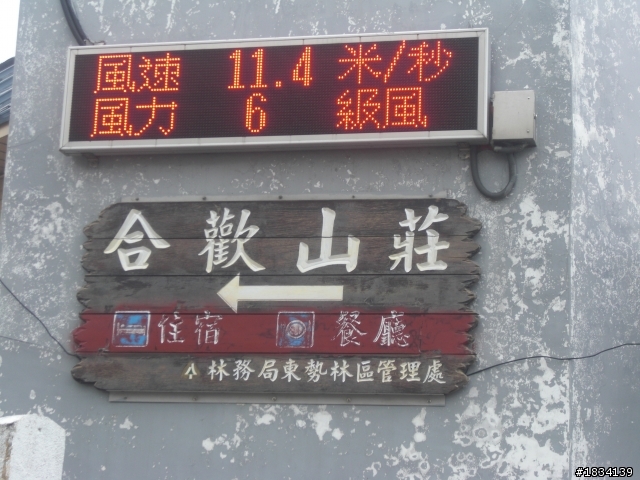 風速 11.4 米/秒
風力 6 級風
合歡山莊
住宿 餐廳
林務局東勢林區管理處
#1834139